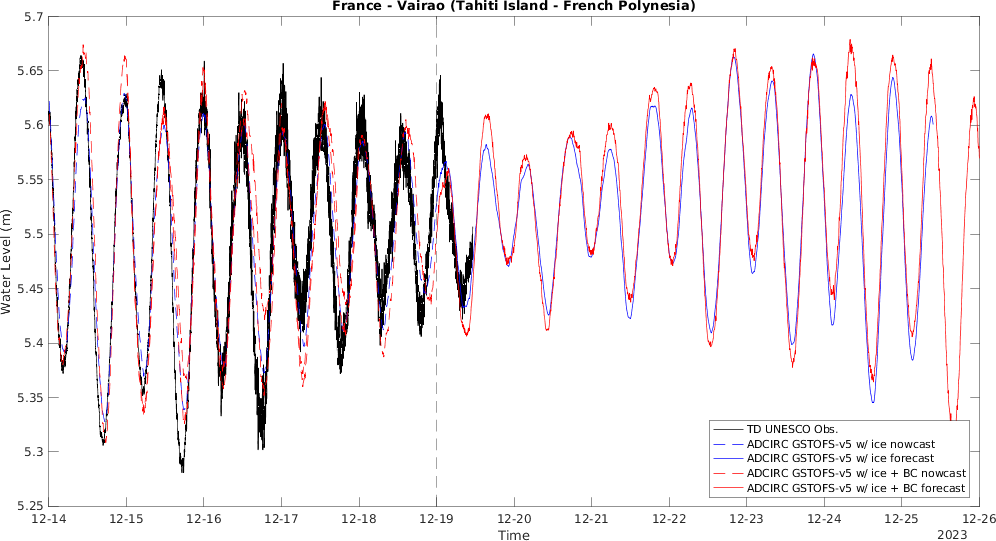 France - Vairao (Tahiti Island - French Polynesia)
5.7
5.65
5.6
5.55
5.5
5.45
5.4
5.35
5.3
5.25
Water Level (m)
TD UNESCO Obs.
ADCIRC GSTOFS-v5 w/ ice nowcast
ADCIRC GSTOFS-v5 w/ ice forecast
ADCIRC GSTOFS-v5 w/ ice + BC nowcast
ADCIRC GSTOFS-v5 w/ ice + BC forecast
12-14 12-15 12-16 12-17 12-18 12-19 12-20 12-21 12-22 12-23 12-24 12-25 12-26
Time
2023